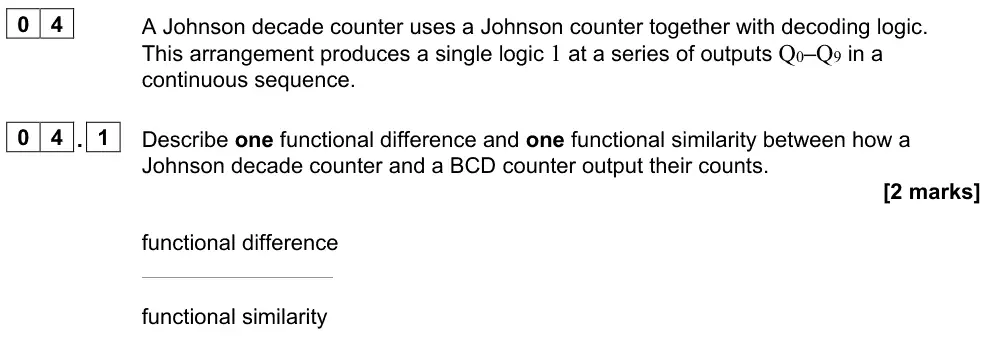 0 4 A Johnson decade counter uses a Johnson counter together with decoding logic.
This arrangement produces a single logic 1 at a series of outputs Q0–Q9 in a
continuous sequence.
0 4 . 1 Describe one functional difference and one functional similarity between how a
Johnson decade counter and a BCD counter output their counts.
[2 marks]
functional difference
functional similarity